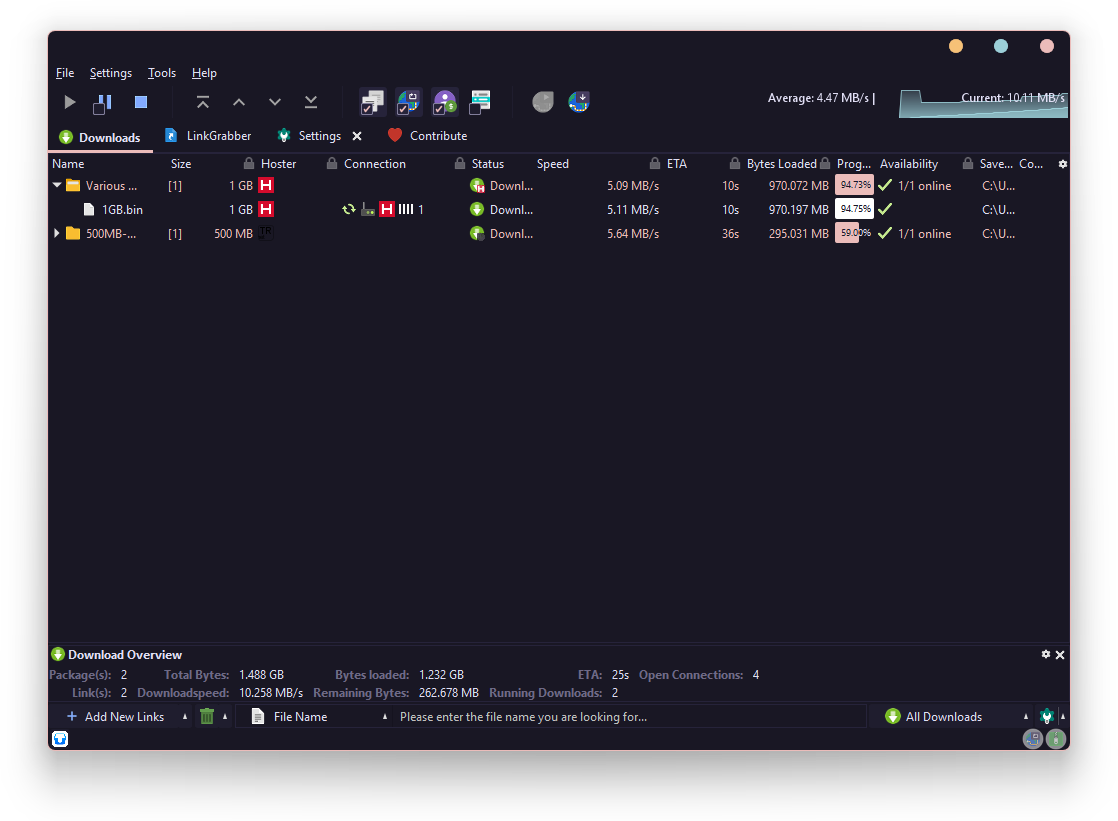 File Settings Tools Help
Average: 4.47 MB/s | Current: 10.11 MB/s
Downloads LinkGrabber Settings Contribute
Name Size Hoster Connection Status Speed ETA Bytes Loaded Prog... Availability Save... Co...
Various ... [1] 1 GB H Downl... 5.09 MB/s 10s 970.072 MB 94.73% 1/1 online C:\U...
1GB.bin 1 GB H H 1 Downl... 5.11 MB/s 10s 970.197 MB 94.75%
500MB-... [1] 500 MB TR Downl... 5.64 MB/s 36s 295.031 MB 59.00% 1/1 online C:\U...
Download Overview
Package(s): 2 Total Bytes: 1.488 GB Bytes loaded: 1.232 GB ETA: 25s Open Connections: 4
Link(s): 2 Downloadspeed: 10.258 MB/s Remaining Bytes: 262.678 MB Running Downloads: 2
Add New Links File Name Please enter the file name you are looking for... All Downloads